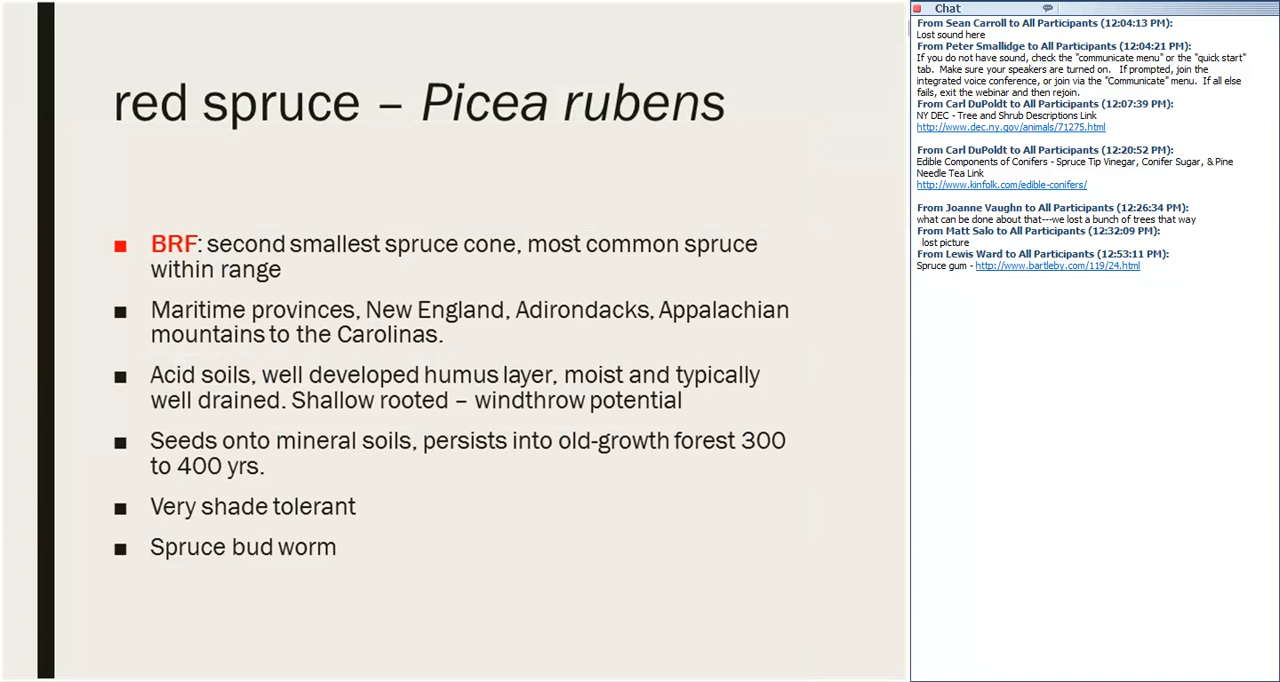 red spruce – Picea rubens
■ BRF: second smallest spruce cone, most common spruce
within range
■ Maritime provinces, New England, Adirondacks, Appalachian
mountains to the Carolinas.
■ Acid soils, well developed humus layer, moist and typically
well drained. Shallow rooted – windthrow potential
■ Seeds onto mineral soils, persists into old-growth forest 300
to 400 yrs.
■ Very shade tolerant
■ Spruce bud worm
Chat
From Sean Carroll to All Participants (12:04:13 PM):
Lost sound here
From Peter Smallidge to All Participants (12:04:21 PM):
If you do not have sound, check the "communicate menu" or the "quick start"
tab. Make sure your speakers are turned on. If prompted, join the
integrated voice conference, or join via the "Communicate" menu. If all else
fails, exit the webinar and then rejoin.
From Carl DuPoldt to All Participants (12:07:39 PM):
NY DEC - Tree and Shrub Descriptions Link
http://www.dec.ny.gov/animals/71275.html
From Carl DuPoldt to All Participants (12:20:52 PM):
Edible Components of Conifers - Spruce Tip Vinegar, Conifer Sugar, & Pine
Needle Tea Link
http://www.kinfolk.com/edible-conifers/
From Joanne Vaughn to All Participants (12:26:34 PM):
what can be done about that---we lost a bunch of trees that way
From Matt Salo to All Participants (12:32:09 PM):
lost picture
From Lewis Ward to All Participants (12:53:11 PM):
Spruce gum - http://www.bartleby.com/119/24.html